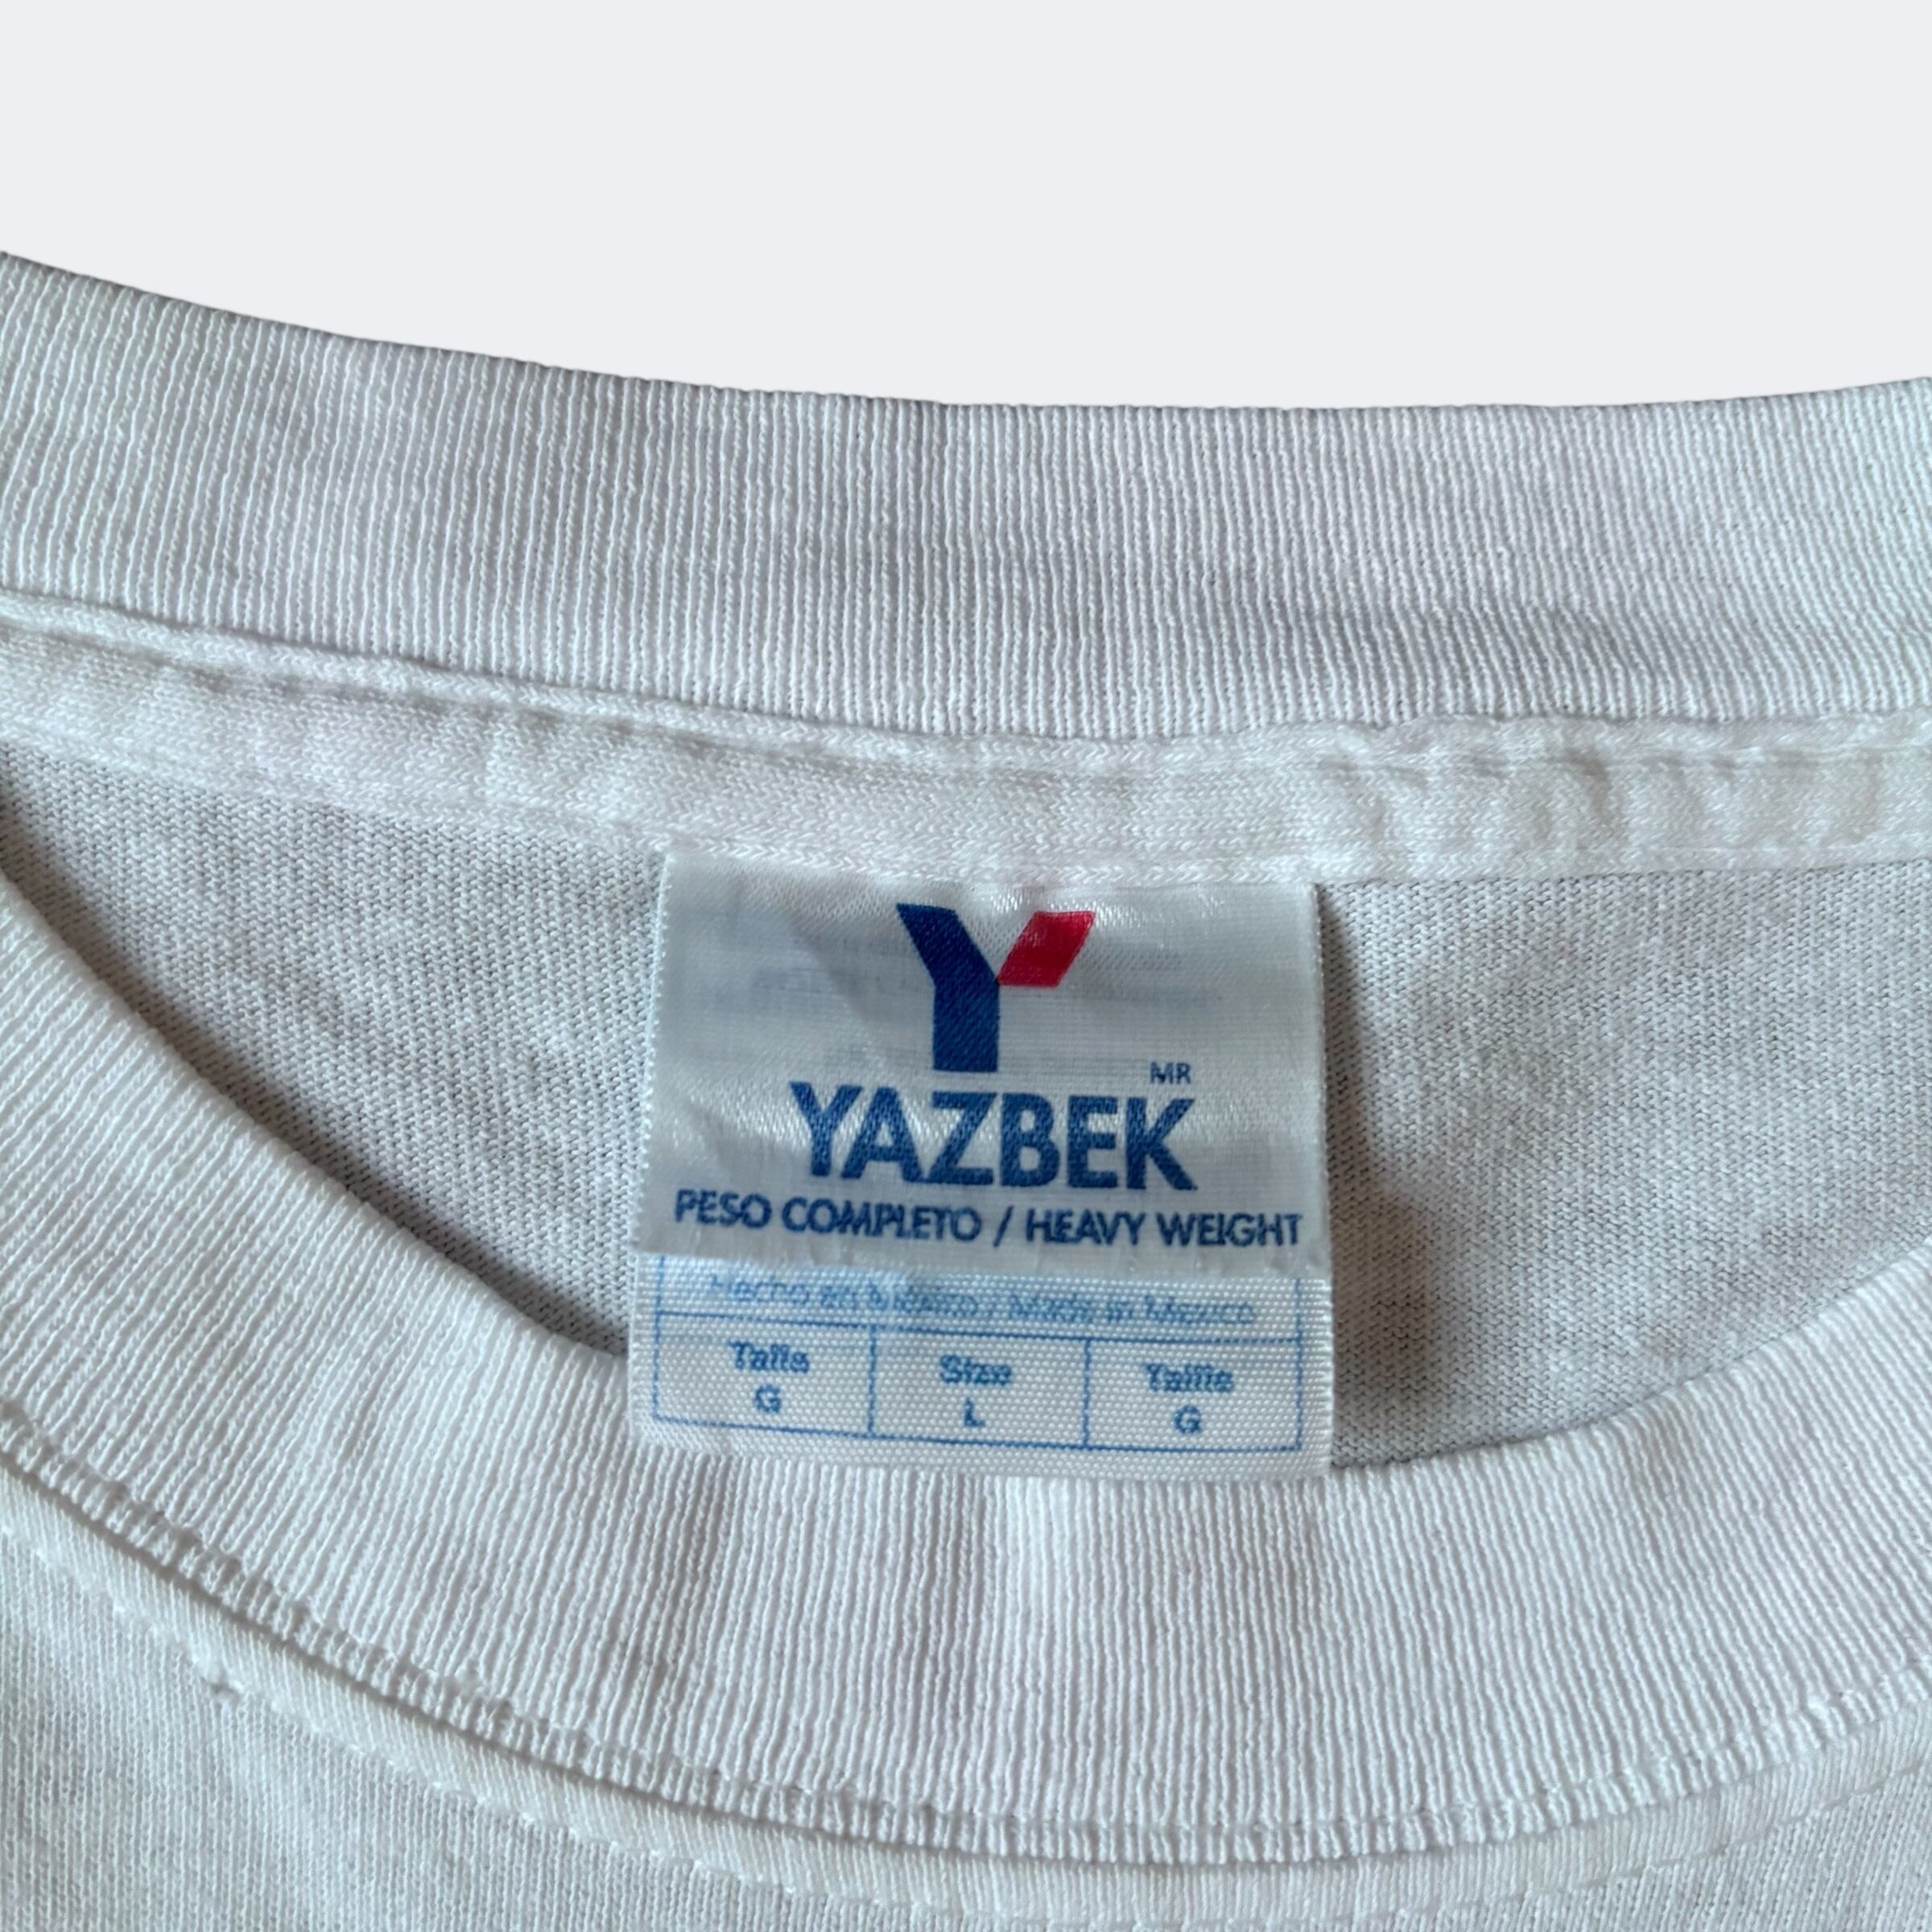 Y
MR
YAZBEK
PESO COMPLETO / HEAVY WEIGHT
Hecho en México / Made in Mexico
Talla Size Taille
G L G